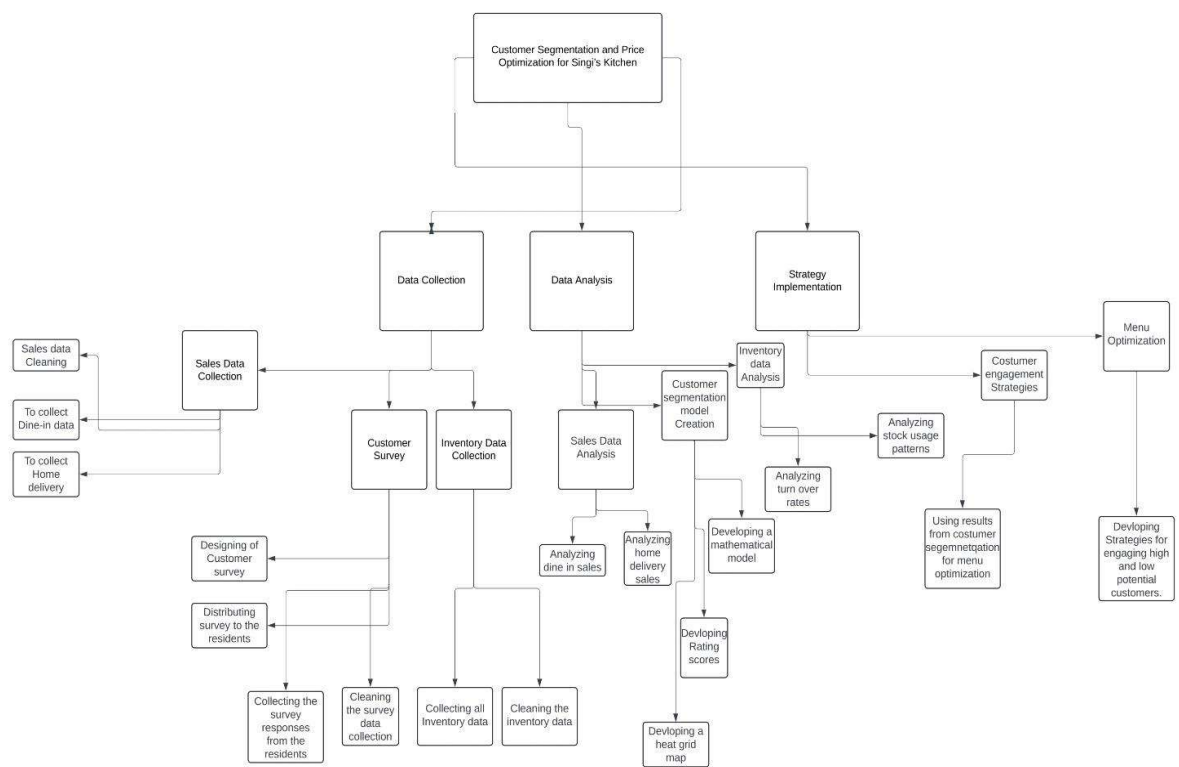 Customer Segmentation and Price
Optimization for Singi's Kitchen
Data Collection
Data Analysis
Strategy
Implementation
Menu
Optimization
Sales data
Cleaning
Sales Data
Collection
Inventory
data
Analysis
Costumer
engagement
Strategies
Customer
segmentation
model
Creation
To collect
Dine-in data
Customer
Survey
Inventory Data
Collection
Sales Data
Analysis
Analyzing
stock usage
patterns
To collect
Home
delivery
Analyzing
turn over
rates
Designing of
Customer
survey
Analyzing
dine in sales
Analyzing
home
delivery
sales
Developing a
mathematical
model
Using results
from costumer
segemnetqation
for menu
optimization
Devloping
Strategies for
engaging high
and low
potential
customers.
Distributing
survey to the
residents
Devloping
Rating
scores
Collecting the
survey
responses
from the
residents
Cleaning
the survey
data
collection
Collecting all
Inventory data
Cleaning the
inventory data
Devloping a
heat grid
map